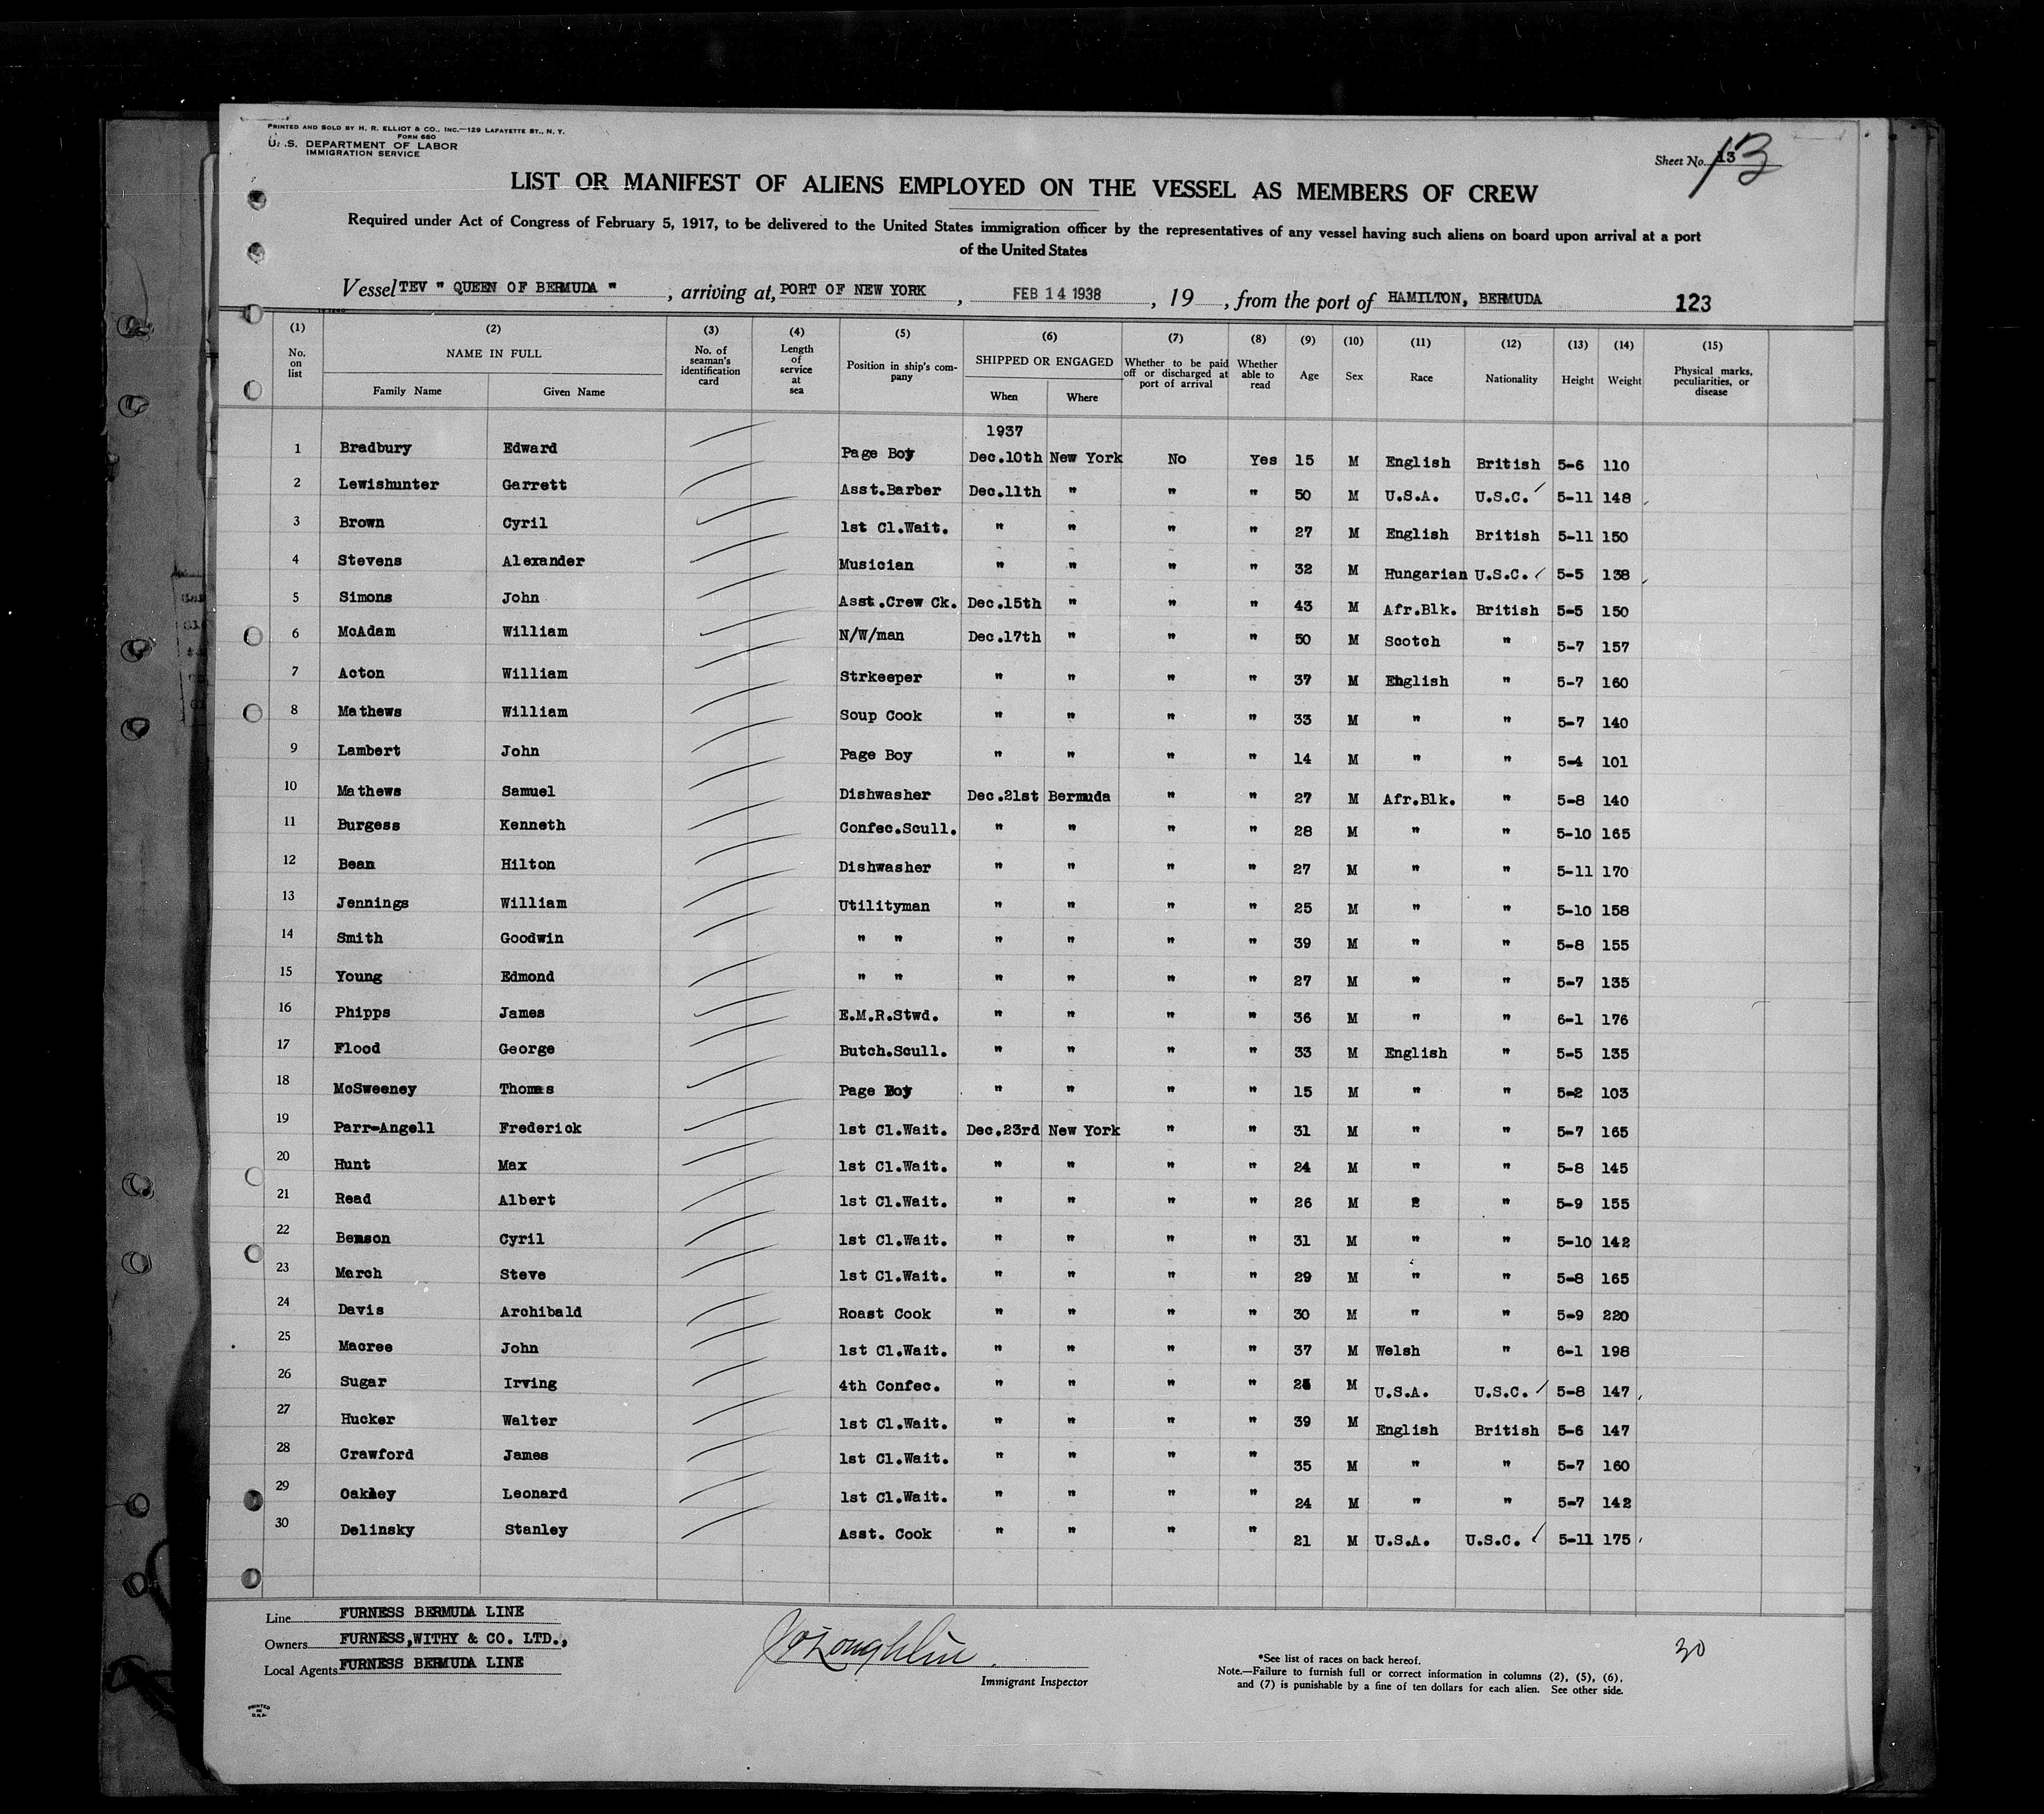 PRINTED AND SOLD BY H. R. ELLIOT & CO., INC.—129 LAFAYETTE ST., N. Y.
FORM 680
U. S. DEPARTMENT OF LABOR
IMMIGRATION SERVICE
Sheet No. 13 13
LIST OR MANIFEST OF ALIENS EMPLOYED ON THE VESSEL AS MEMBERS OF CREW
Required under Act of Congress of February 5, 1917, to be delivered to the United States immigration officer by the representatives of any vessel having such aliens on board upon arrival at a port
of the United States
Vessel TEV " QUEEN OF BERMUDA " , arriving at, PORT OF NEW YORK , FEB 14 1938 , 19 , from the port of HAMILTON, BERMUDA 123
(1) (2) (3) (4) (5) (6) (7) (8) (9) (10) (11) (12) (13) (14) (15)
No. on list NAME IN FULL Family Name Given Name No. of seaman's identification card Length of service at sea Position in ship's company SHIPPED OR ENGAGED When Where Whether to be paid off or discharged at port of arrival Whether able to read Age Sex Race Nationality Height Weight Physical marks, peculiarities, or disease
1937
1 Bradbury Edward Page Boy Dec.10th New York No Yes 15 M English British 5-6 110
2 Lewishunter Garrett Asst.Barber Dec.11th " " " 50 M U.S.A. U.S.C. 5-11 148
3 Brown Cyril 1st Cl.Wait. " " " " 27 M English British 5-11 150
4 Stevens Alexander Musician " " " " 32 M Hungarian U.S.C. 5-5 138
5 Simons John Asst.Crew Ck. Dec.15th " " " 43 M Afr.Blk. British 5-5 150
6 McAdam William N/W/man Dec.17th " " " 50 M Scotch " 5-7 157
7 Acton William Strkeeper " " " " 37 M English " 5-7 160
8 Mathews William Soup Cook " " " " 33 M " " 5-7 140
9 Lambert John Page Boy " " " " 14 M " " 5-4 101
10 Mathews Samuel Dishwasher Dec.21st Bermuda " " 27 M Afr.Blk. " 5-8 140
11 Burgess Kenneth Confec.Scull. " " " " 28 M " " 5-10 165
12 Bean Hilton Dishwasher " " " " 27 M " " 5-11 170
13 Jennings William Utilityman " " " " 25 M " " 5-10 158
14 Smith Goodwin " " " " " " 39 M " " 5-8 155
15 Young Edmond " " " " " " 27 M " " 5-7 135
16 Phipps James E.M.R.Stwd. " " " " 36 M " " 6-1 176
17 Flood George Butch.Scull. " " " " 33 M English " 5-5 135
18 McSweeney Thomas Page Boy " " " " 15 M " " 5-2 103
19 Parr-Angell Frederick 1st Cl.Wait. Dec.23rd New York " " 31 M " " 5-7 165
20 Hunt Max 1st Cl.Wait. " " " " 24 M " " 5-8 145
21 Read Albert 1st Cl.Wait. " " " " 26 M " 5-9 155
22 Benson Cyril 1st Cl.Wait. " " " " 31 M " " 5-10 142
23 March Steve 1st Cl.Wait. " " " " 29 M " " 5-8 165
24 Davis Archibald Roast Cook " " " " 30 M " " 5-9 220
25 Macree John 1st Cl.Wait. " " " " 37 M Welsh " 6-1 198
26 Sugar Irving 4th Confec. " " " " M U.S.A. U.S.C. 5-8 147
27 Hucker Walter 1st Cl.Wait. " " " " 39 M English British 5-6 147
28 Crawford James 1st Cl.Wait. " " " " 35 M " " 5-7 160
29 Oakley Leonard 1st Cl.Wait. " " " " 24 M " " 5-7 142
30 Delinsky Stanley Asst. Cook " " " " 21 M U.S.A. U.S.C. 5-11 175
Line FURNESS BERMUDA LINE
Owners FURNESS,WITHY & CO. LTD.,
Local Agents FURNESS BERMUDA LINE
Immigrant Inspector
30
*See list of races on back hereof.
Note.—Failure to furnish full or correct information in columns (2), (5), (6),
and (7) is punishable by a fine of ten dollars for each alien. See other side.
PRINTED
IN
U.S.A.